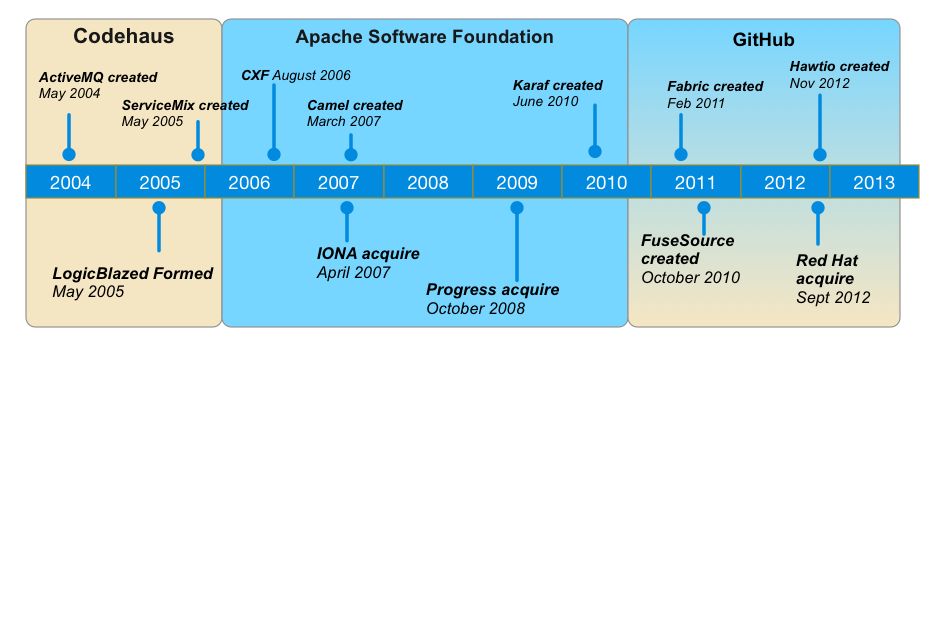 Codehaus
Apache Software Foundation
GitHub
ActiveMQ created
May 2004
ServiceMix created
May 2005
CXF August 2006
Camel created
March 2007
Karaf created
June 2010
Fabric created
Feb 2011
Hawtio created
Nov 2012
2004 2005 2006 2007 2008 2009 2010 2011 2012 2013
LogicBlazed Formed
May 2005
IONA acquire
April 2007
Progress acquire
October 2008
FuseSource
created
October 2010
Red Hat
acquire
Sept 2012